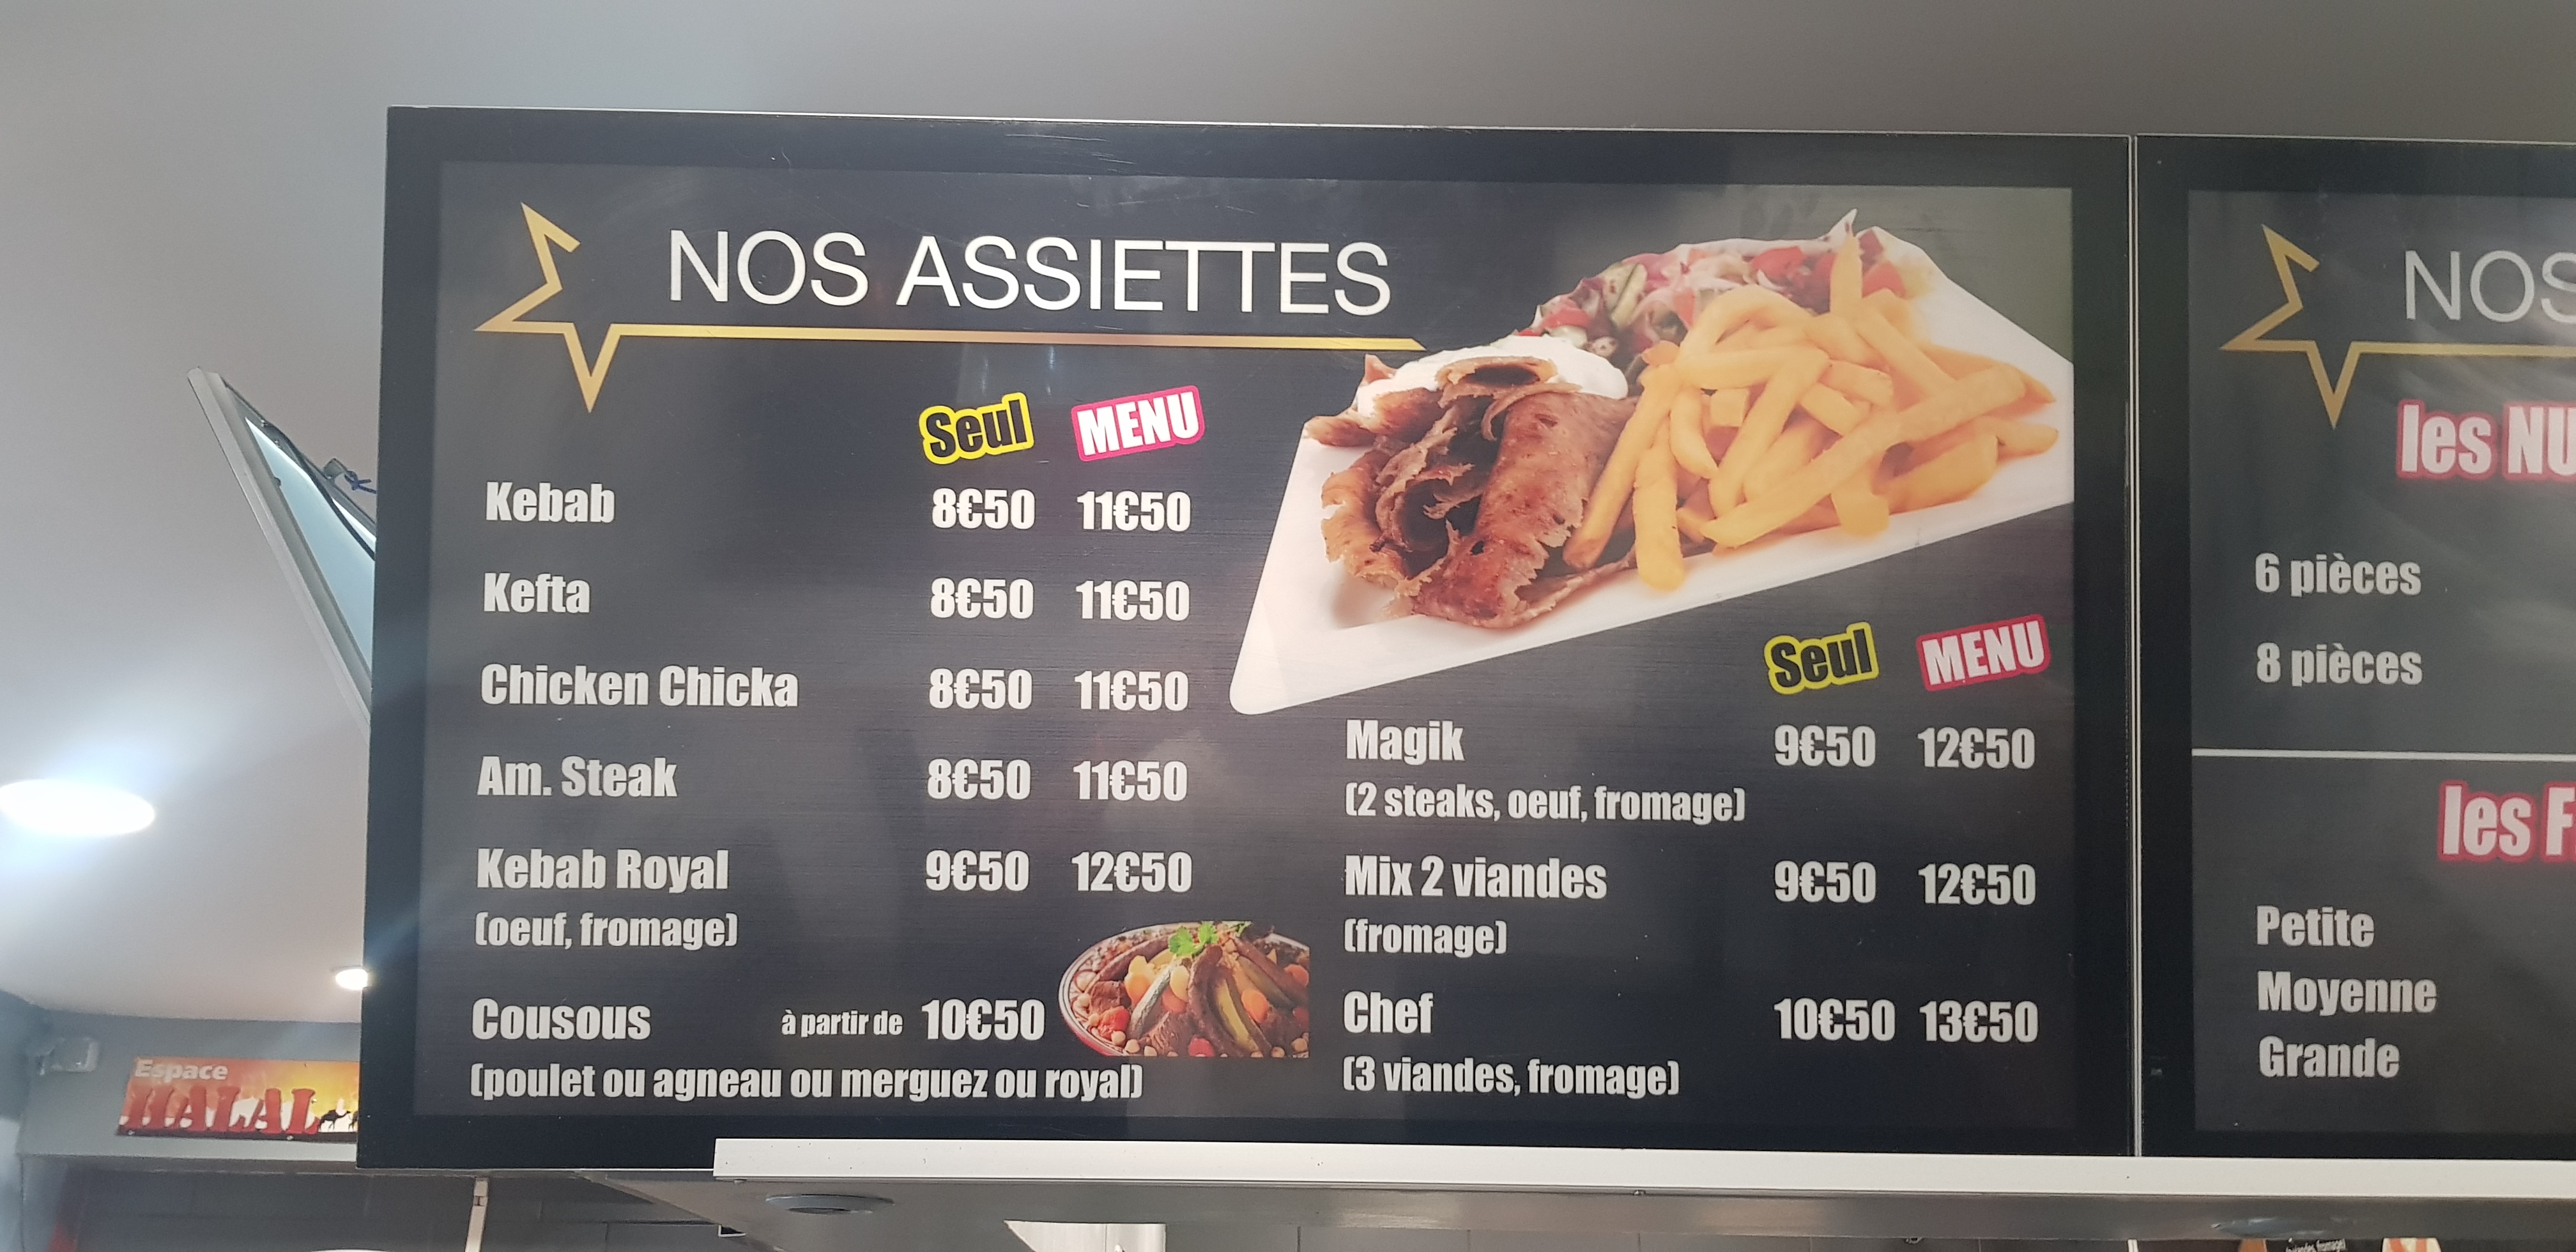 NOS ASSIETTES
Seul MENU
Kebab 8€50 11€50
Kefta 8€50 11€50
Chicken Chicka 8€50 11€50
Am. Steak 8€50 11€50
Kebab Royal 9€50 12€50
(oeuf, fromage)
Cousous à partir de 10€50
(poulet ou agneau ou merguez ou royal)
Seul MENU
Magik 9€50 12€50
(2 steaks, oeuf, fromage)
Mix 2 viandes 9€50 12€50
(fromage)
Chef 10€50 13€50
(3 viandes, fromage)
NOS
les NU
6 pièces
8 pièces
les F
Petite
Moyenne
Grande
Espace
HALAL